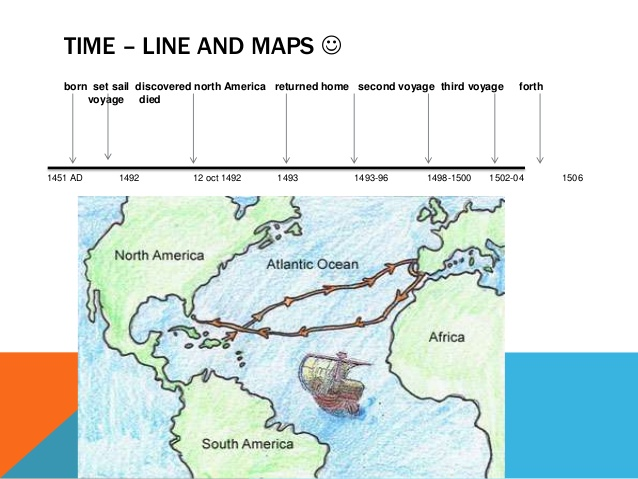 TIME – LINE AND MAPS ☺
born set sail discovered north America returned home second voyage third voyage forth
voyage died
1451 AD 1492 12 oct 1492 1493 1493-96 1498-1500 1502-04 1506
North America
Atlantic Ocean
Africa
South America